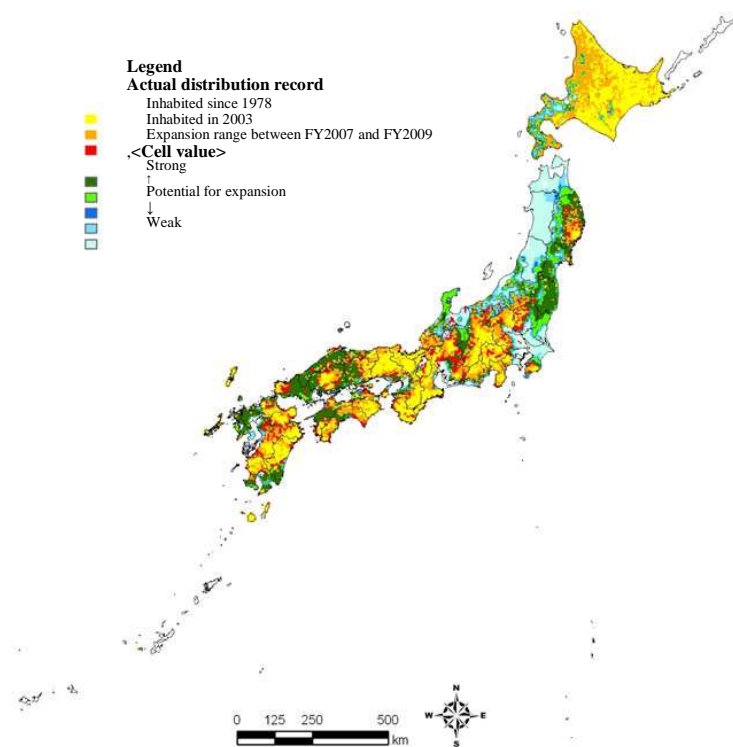 Legend
Actual distribution record
Inhabited since 1978
Inhabited in 2003
Expansion range between FY2007 and FY2009
,<Cell value>
Strong
↑
Potential for expansion
↓
Weak
N
W E
S
0 125 250 500
km